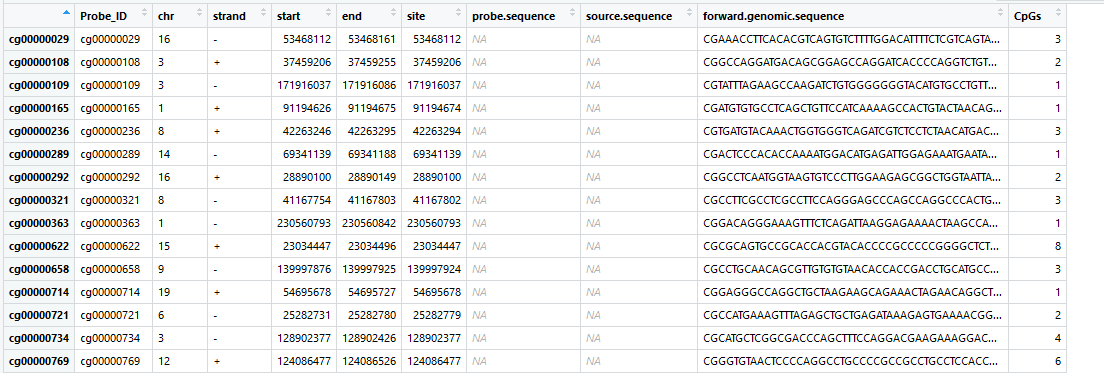 Probe_ID chr strand start end site probe.sequence source.sequence forward.genomic.sequence CpGs
cg00000029 cg00000029 16 - 53468112 53468161 53468112 NA NA CGAAACCTTCACACGTCAGTGTCTTTTGGACATTTTCTCGTCAGTA... 3
cg00000108 cg00000108 3 + 37459206 37459255 37459206 NA NA CGGCCAGGATGACAGCGGAGCCAGGATCACCCCAGGTCTGT... 2
cg00000109 cg00000109 3 - 171916037 171916086 171916037 NA NA CGTATTTAGAAGCCAAGATCTGTGGGGGGGTACATGTGCCTGTT... 1
cg00000165 cg00000165 1 + 91194626 91194675 91194674 NA NA CGATGTGTGCCTCAGCTGTTCCATCAAAAGCCACTGTACTAACAG... 1
cg00000236 cg00000236 8 + 42263246 42263295 42263294 NA NA CGTGATGTACAAACTGGTGGGTCAGATCGTCTCCTCTAACATGAC... 3
cg00000289 cg00000289 14 - 69341139 69341188 69341139 NA NA CGACTCCCACACCAAAATGGACATGAGATTGGAGAAATGAATA... 1
cg00000292 cg00000292 16 + 28890100 28890149 28890100 NA NA CGGCCTCAATGGTAAGTGTCCCTTGGAAGAGCGGCTGGTAATTA... 2
cg00000321 cg00000321 8 - 41167754 41167803 41167802 NA NA CGCCTTCGCCTCGCCTTCCAGGGAGCCCAGCCAGGCCCACTG... 3
cg00000363 cg00000363 1 - 230560793 230560842 230560793 NA NA CGGACAGGGAAAGTTTCTCAGATTAAGGAGAAAACTAAGCCA... 1
cg00000622 cg00000622 15 + 23034447 23034496 23034447 NA NA CGCGCAGTGCCGCACCACGTACACCCCGCCCCCGGGGCTCT... 8
cg00000658 cg00000658 9 - 139997876 139997925 139997924 NA NA CGCCTGCAACAGCGTTGTGTGTAACACCACCGACCTGCATGCC... 3
cg00000714 cg00000714 19 + 54695678 54695727 54695678 NA NA CGGAGGGCCAGGCTGCTAAGAAGCAGAAACTAGAACAGGCT... 1
cg00000721 cg00000721 6 - 25282731 25282780 25282779 NA NA CGCCATGAAAGTTTAGAGCTGCTGAGATAAAGAGTGAAAACGG... 2
cg00000734 cg00000734 3 - 128902377 128902426 128902377 NA NA CGCATGCTCGGCGACCCAGCTTTCCAGGACGAAGAAAGGAC... 4
cg00000769 cg00000769 12 + 124086477 124086526 124086477 NA NA CGGGTGTAACTCCCCAGGCCTGCCCCGCCGCCTGCCTCCACC... 6